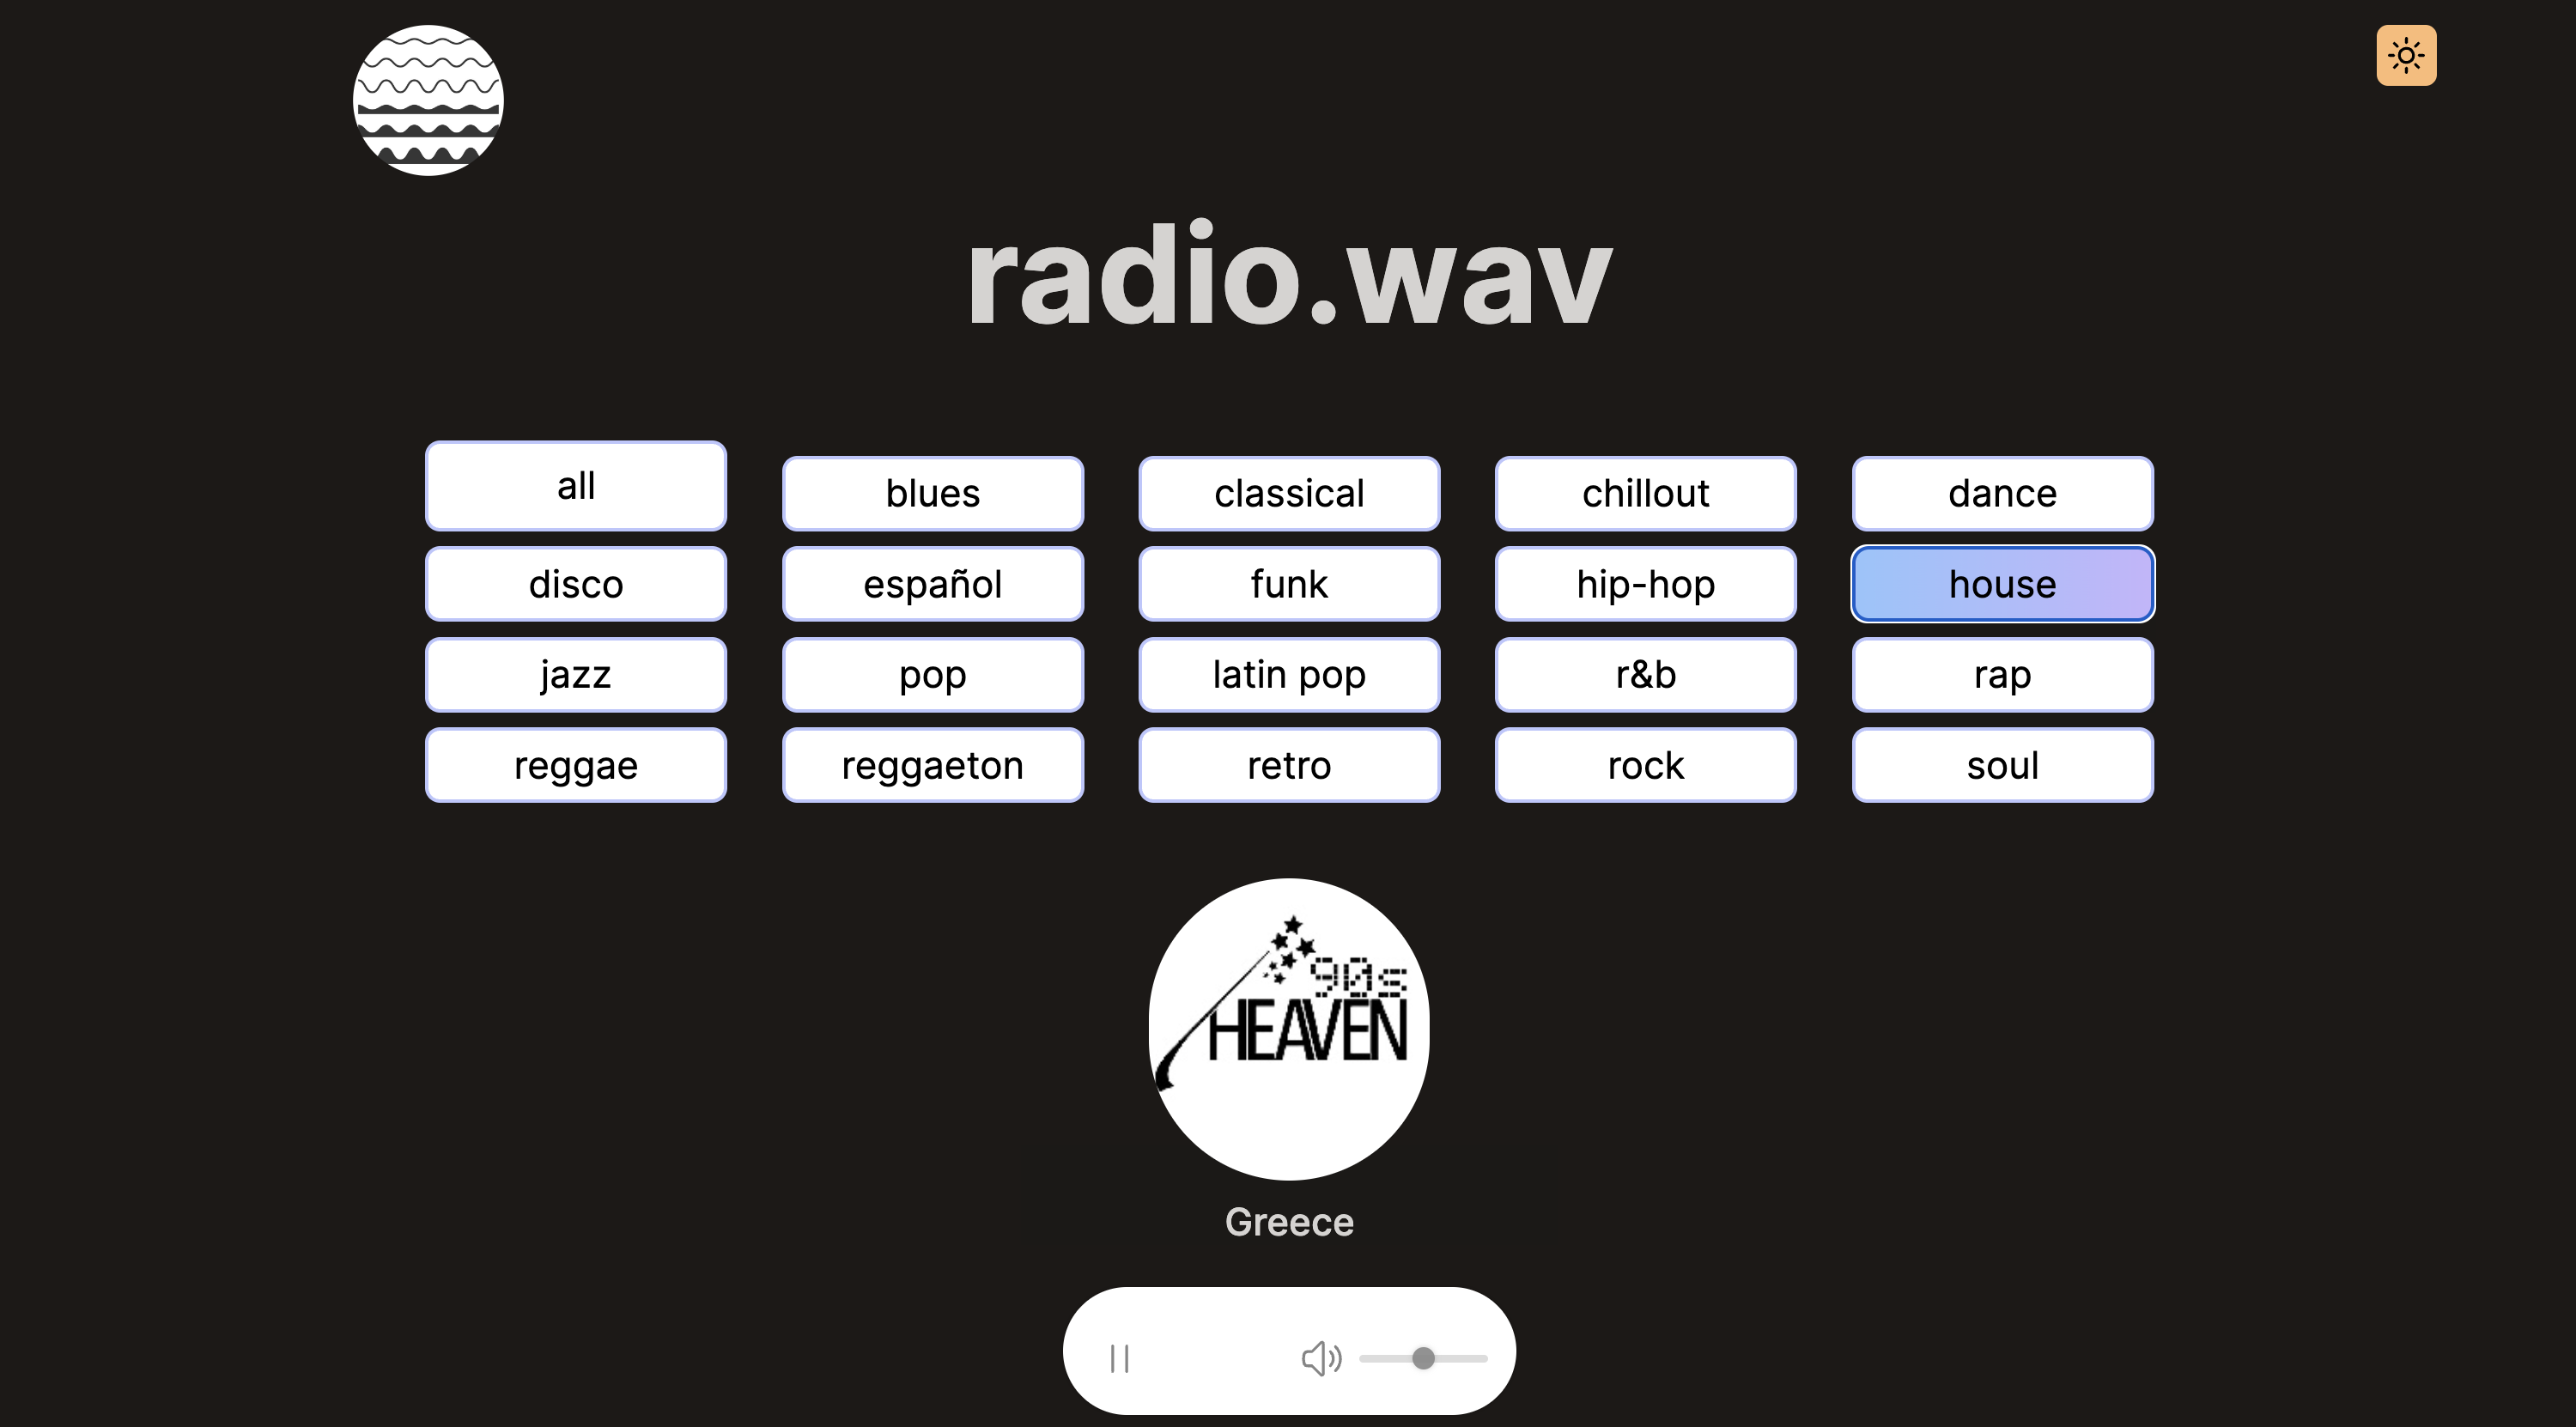 radio.wav
all
blues
classical
chillout
dance
disco
español
funk
hip-hop
house
jazz
pop
latin pop
r&b
rap
reggae
reggaeton
retro
rock
soul
90s
HEAVEN
Greece